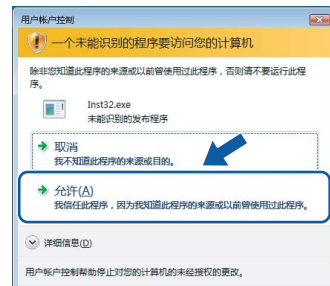 用户帐户控制
一个未能识别的程序要访问您的计算机
除非您知道此程序的来源或以前曾使用过此程序，否则请不要运行此程
序。
Inst32.exe
未能识别的发布程序
取消
我不知道此程序的来源或目的。
允许(A)
我信任此程序，因为我知道此程序的来源或以前曾使用过此程序。
详细信息(D)
用户帐户控制帮助停止对您的计算机的未经授权的更改。